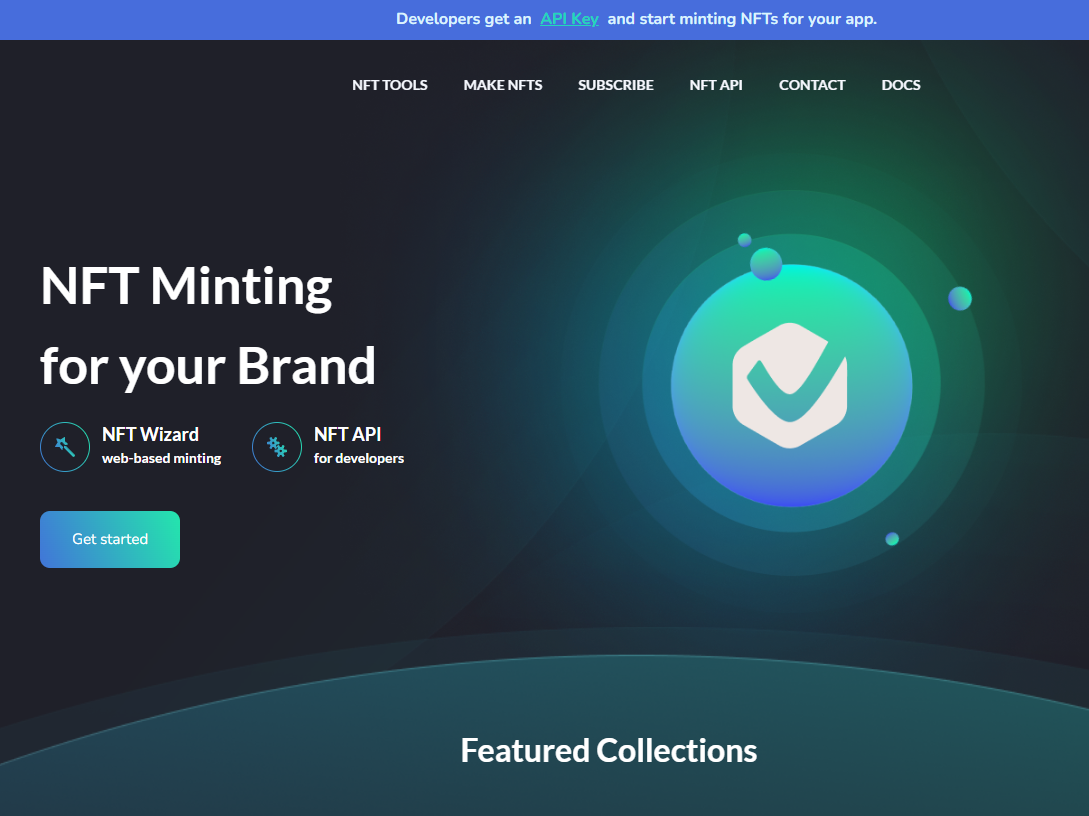 Developers get an API Key and start minting NFTs for your app.
NFT TOOLS MAKE NFTS SUBSCRIBE NFT API CONTACT DOCS
NFT Minting
for your Brand
NFT Wizard
web-based minting
NFT API
for developers
Get started
Featured Collections